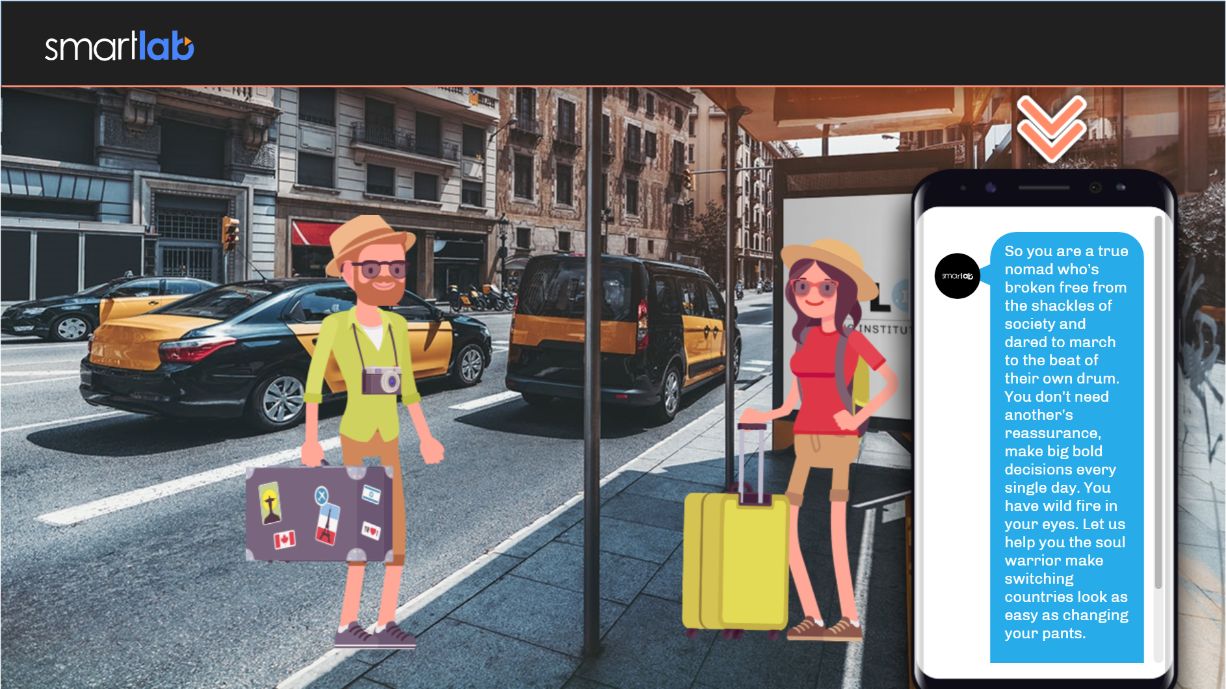 smartlab
smartlab
So you are a true
nomad who's
broken free from
the shackles of
society and
dared to march
to the beat of
their own drum.
You don't need
another's
reassurance,
make big bold
decisions every
single day. You
have wild fire in
your eyes. Let us
help you the soul
warrior make
switching
countries look as
easy as changing
your pants.
INSTITUT